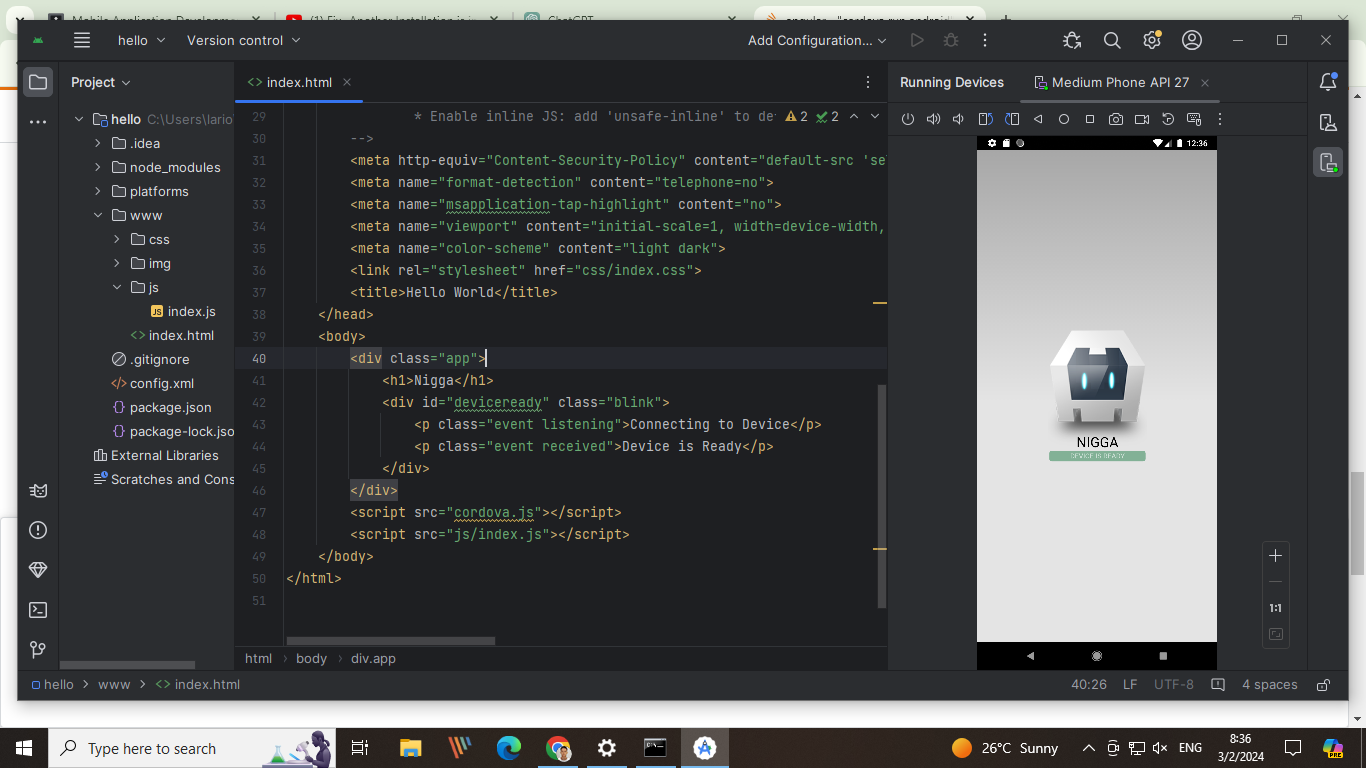 Mobile Application Developm
(1) Fix Another Installation is i
ChatGPT
angular - "cordova run android
hello
Version control
Add Configuration...
Project
index.html
Running Devices
Medium Phone API 27
hello C:\Users\lario
.idea
node_modules
platforms
www
css
img
js
index.js
index.html
.gitignore
config.xml
package.json
package-lock.jso
External Libraries
Scratches and Cons
29 * Enable inline JS: add 'unsafe-inline' to de 2 2
30 -->
31 <meta http-equiv="Content-Security-Policy" content="default-src 'sel
32 <meta name="format-detection" content="telephone=no">
33 <meta name="msapplication-tap-highlight" content="no">
34 <meta name="viewport" content="initial-scale=1, width=device-width,
35 <meta name="color-scheme" content="light dark">
36 <link rel="stylesheet" href="css/index.css">
37 <title>Hello World</title>
38 </head>
39 <body>
40 <div class="app">
41 <h1>Nigga</h1>
42 <div id="deviceready" class="blink">
43 <p class="event listening">Connecting to Device</p>
44 <p class="event received">Device is Ready</p>
45 </div>
46 </div>
47 <script src="cordova.js"></script>
48 <script src="js/index.js"></script>
49 </body>
50 </html>
51
12:36
NIGGA
DEVICE IS READY
1:1
html › body › div.app
hello > www > <> index.html
40:26 LF UTF-8 4 spaces
Type here to search
26°C Sunny
ENG
8:36
3/2/2024
PRE